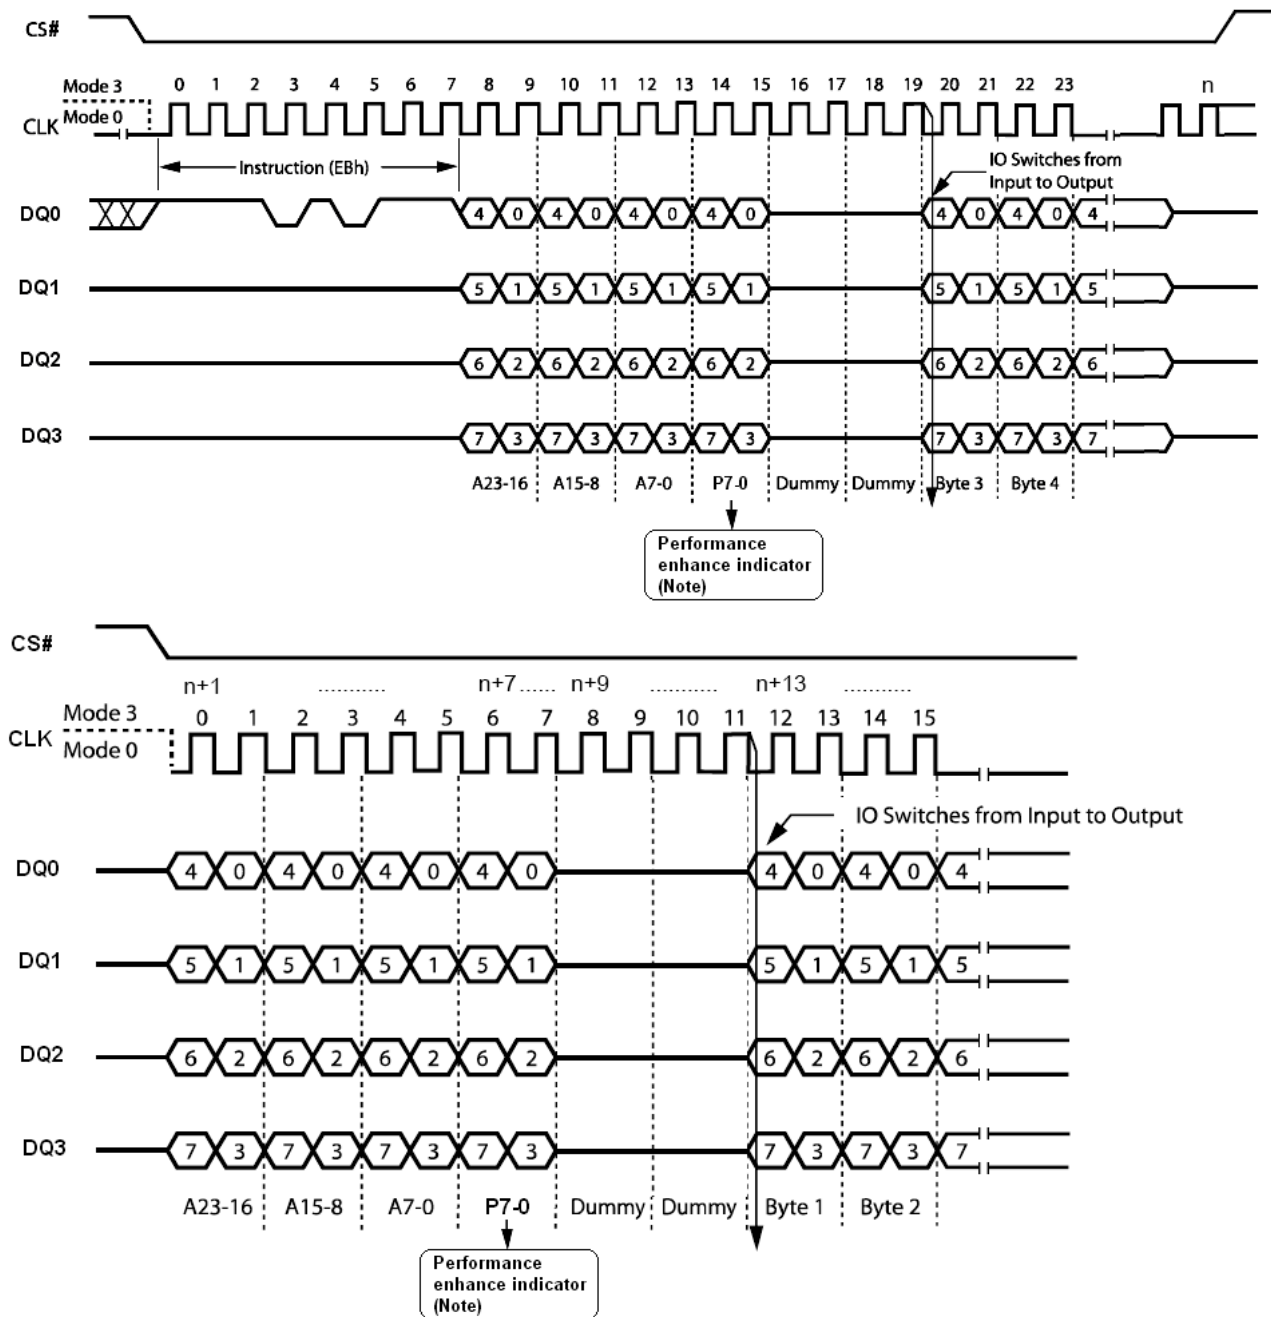 CS#
Mode 3
0 1 2 3 4 5 6 7 8 9 10 11 12 13 14 15 16 17 18 19 20 21 22 23 n
CLK Mode 0
Instruction (EBh)
IO Switches from
Input to Output
DQ0 4 0 4 0 4 0 4 0 4 0 4 0 4
DQ1 5 1 5 1 5 1 5 1 5 1 5 1 5
DQ2 6 2 6 2 6 2 6 2 6 2 6 2 6
DQ3 7 3 7 3 7 3 7 3 7 3 7 3 7
A23-16 A15-8 A7-0 P7-0 Dummy Dummy Byte 3 Byte 4
Performance
enhance indicator
(Note)
CS#
n+1 ........... n+7 ...... n+9 ........... n+13 ...........
Mode 3
0 1 2 3 4 5 6 7 8 9 10 11 12 13 14 15
CLK
Mode 0
IO Switches from Input to Output
DQ0 4 0 4 0 4 0 4 0 4 0 4 0 4
DQ1 5 1 5 1 5 1 5 1 5 1 5 1 5
DQ2 6 2 6 2 6 2 6 2 6 2 6 2 6
DQ3 7 3 7 3 7 3 7 3 7 3 7 3 7
A23-16 A15-8 A7-0 P7-0 Dummy Dummy Byte 1 Byte 2
Performance
enhance indicator
(Note)